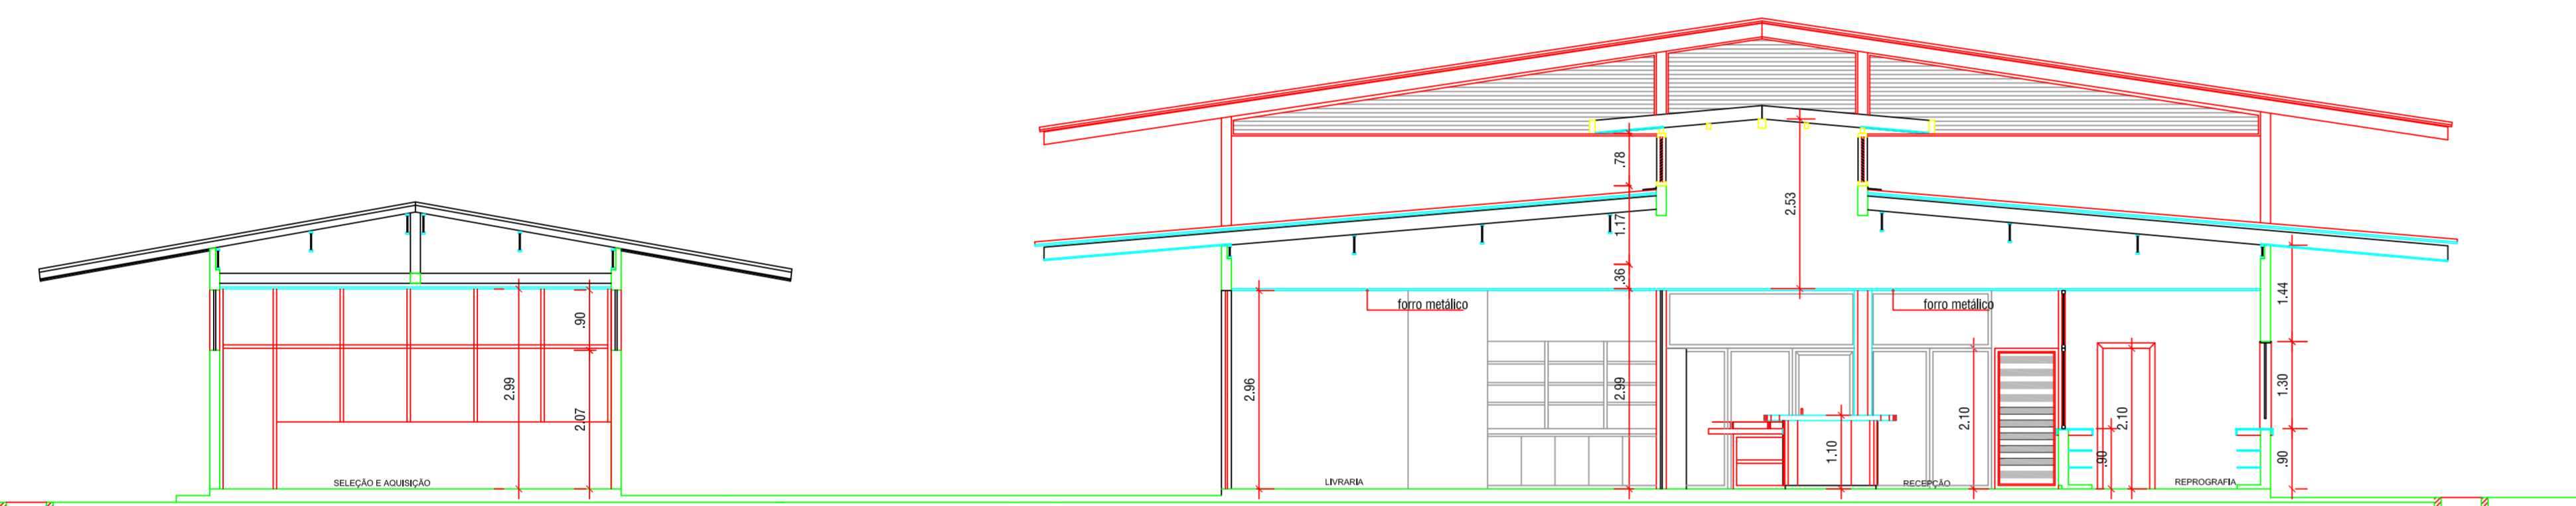 .90
2.99
2.07
SELEÇÃO E AQUISIÇÃO
.78
1.17
.36
2.53
forro metálico
forro metálico
2.96
2.99
1.10
2.10
.90
2.10
1.44
1.30
.90
LIVRARIA
RECEPÇÃO
REPROGRAFIA